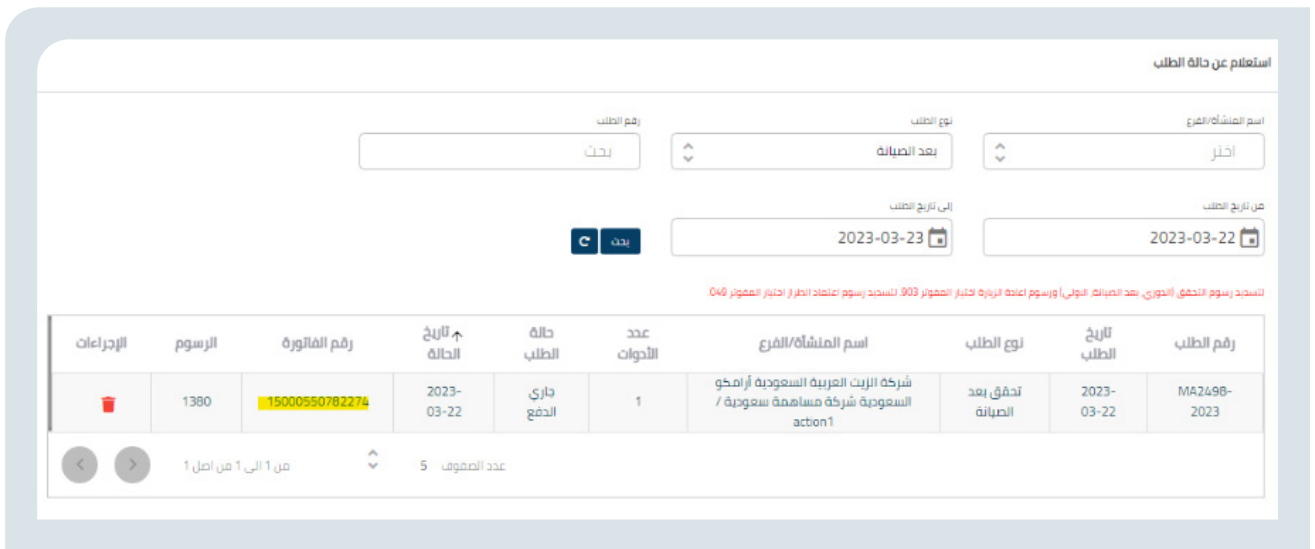 استعلام عن حالة الطلب
اسم المنشأة/الفرع
نوع الطلب
رقم الطلب
اختر
بعد الصيانة
بحث
من تاريخ الطلب
إلى تاريخ الطلب
2023-03-22
2023-03-23
بحث
لتسديد رسوم التحقق (الدوري, بعد الصيانة, الاولي) ورسوم اعادة الزيارة اختيار المفوتر 903. لتسديد رسوم اعتماد الطراز اختيار المفوتر 049.
رقم الطلب
تاريخ
الطلب
نوع الطلب
اسم المنشأة/الفرع
عدد
الأدوات
حالة
الطلب
تاريخ
الحالة
رقم الفاتورة
الرسوم
الإجراءات
MA2498-
2023
2023-
03-22
تحقق بعد
الصيانة
شركة الزيت العربية السعودية أرامكو
السعودية شركة مساهمة سعودية /
action1
1
جاري
الدفع
2023-
03-22
15000550782274
1380
عدد الصفوف 5
من 1 الى 1 من اصل 1